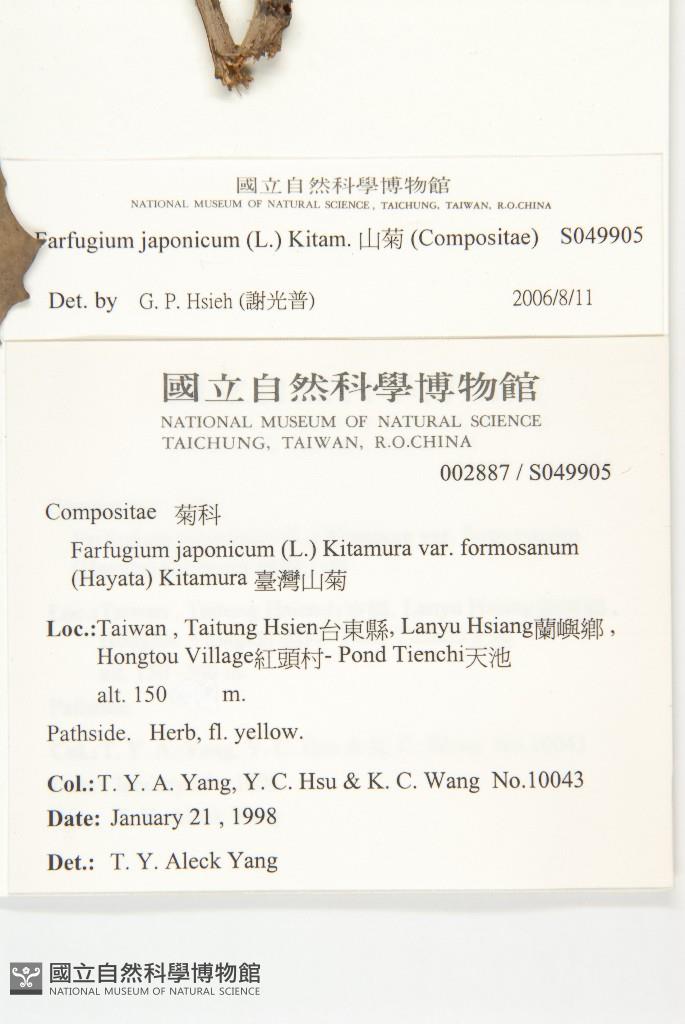 國立自然科學博物館
NATIONAL MUSEUM OF NATURAL SCIENCE, TAICHUNG, TAIWAN, R.O.CHINA
Farfugium japonicum (L.) Kitam. 山菊 (Compositae) S049905
Det. by G. P. Hsieh (謝光普) 2006/8/11
國立自然科學博物館
NATIONAL MUSEUM OF NATURAL SCIENCE
TAICHUNG, TAIWAN, R.O.CHINA
002887 / S049905
Compositae 菊科
Farfugium japonicum (L.) Kitamura var. formosanum
(Hayata) Kitamura 臺灣山菊
Loc.:Taiwan , Taitung Hsien台東縣, Lanyu Hsiang蘭嶼鄉 ,
Hongtou Village紅頭村- Pond Tienchi天池
alt. 150 m.
Pathside. Herb, fl. yellow.
Col.:T. Y. A. Yang, Y. C. Hsu & K. C. Wang No.10043
Date: January 21 , 1998
Det.: T. Y. Aleck Yang
國立自然科學博物館
NATIONAL MUSEUM OF NATURAL SCIENCE